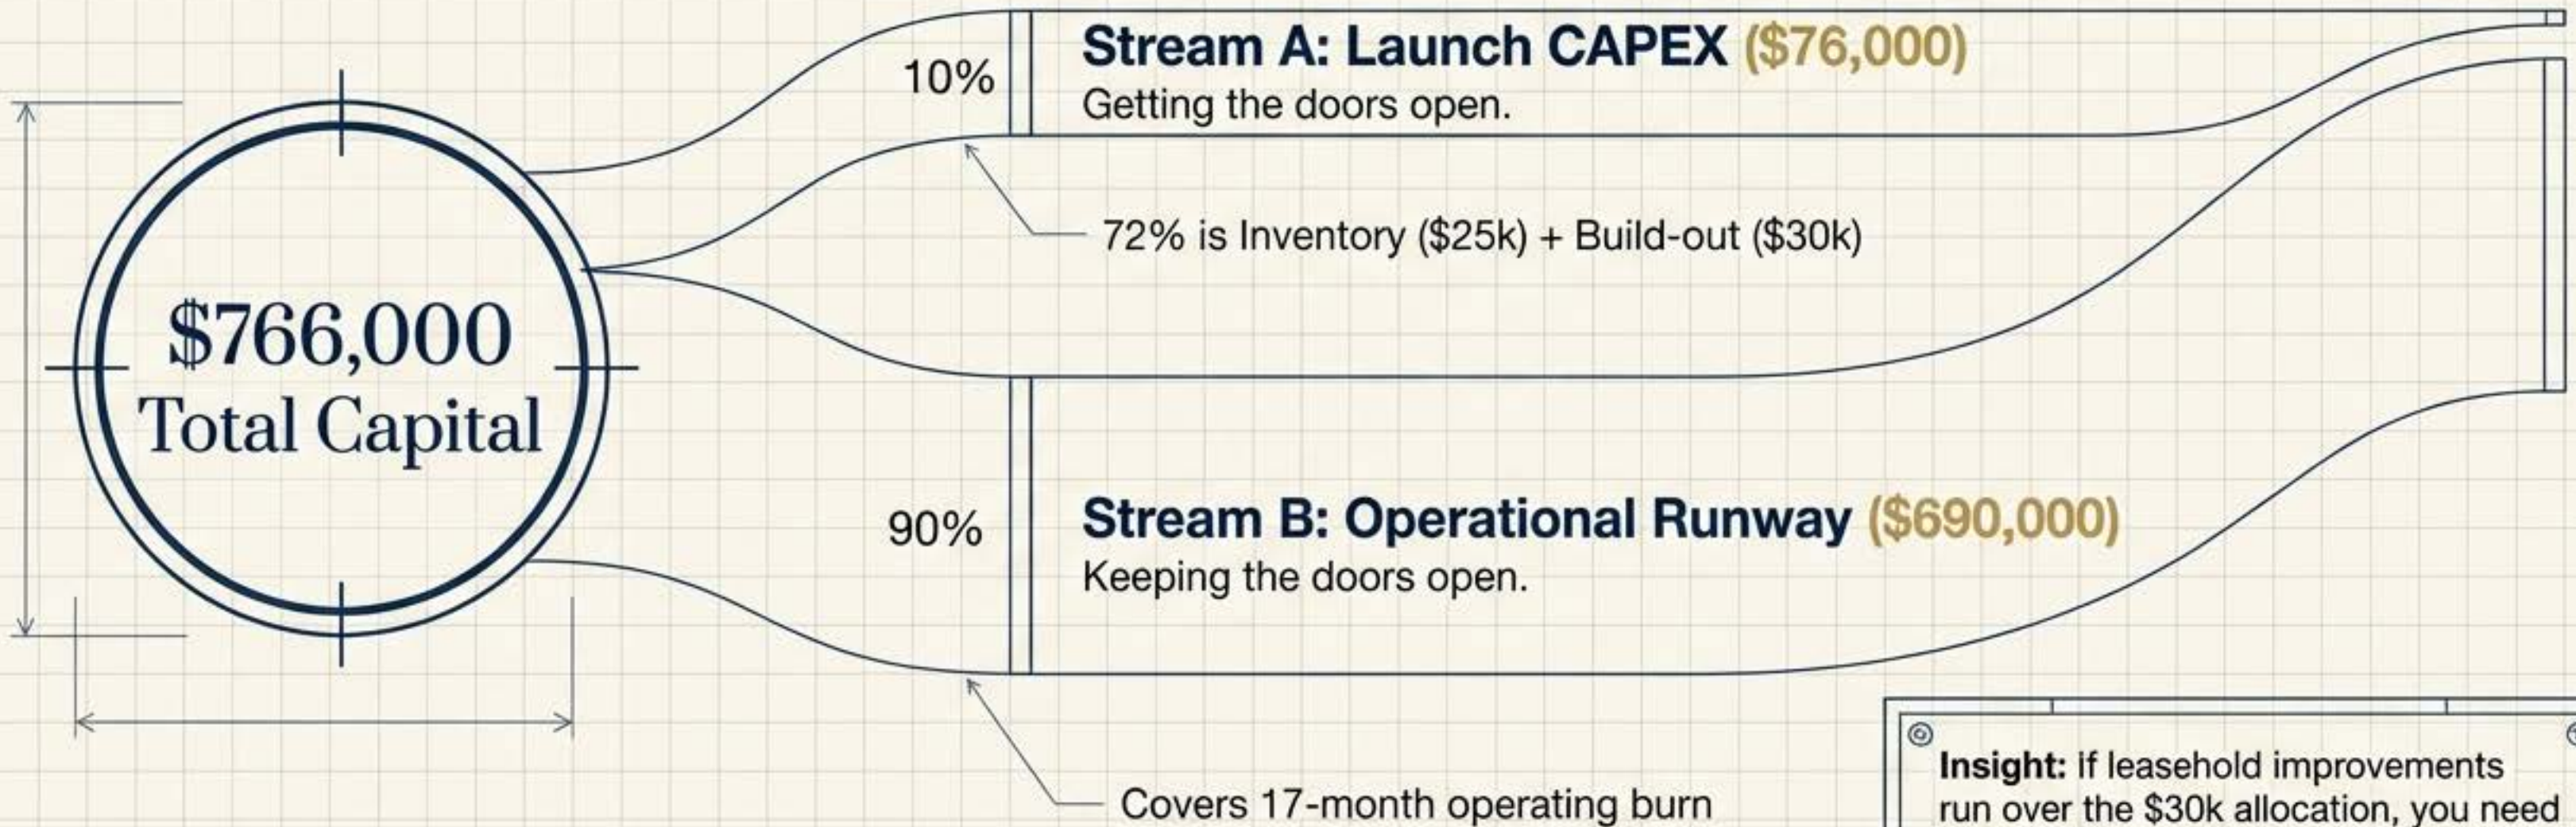 $766,000
Total Capital
10%
Stream A: Launch CAPEX ($76,000)
Getting the doors open.
72% is Inventory ($25k) + Build-out ($30k)
90%
Stream B: Operational Runway ($690,000)
Keeping the doors open.
Covers 17-month operating burn
Insight: if leasehold improvements
run over the $30k allocation, you need